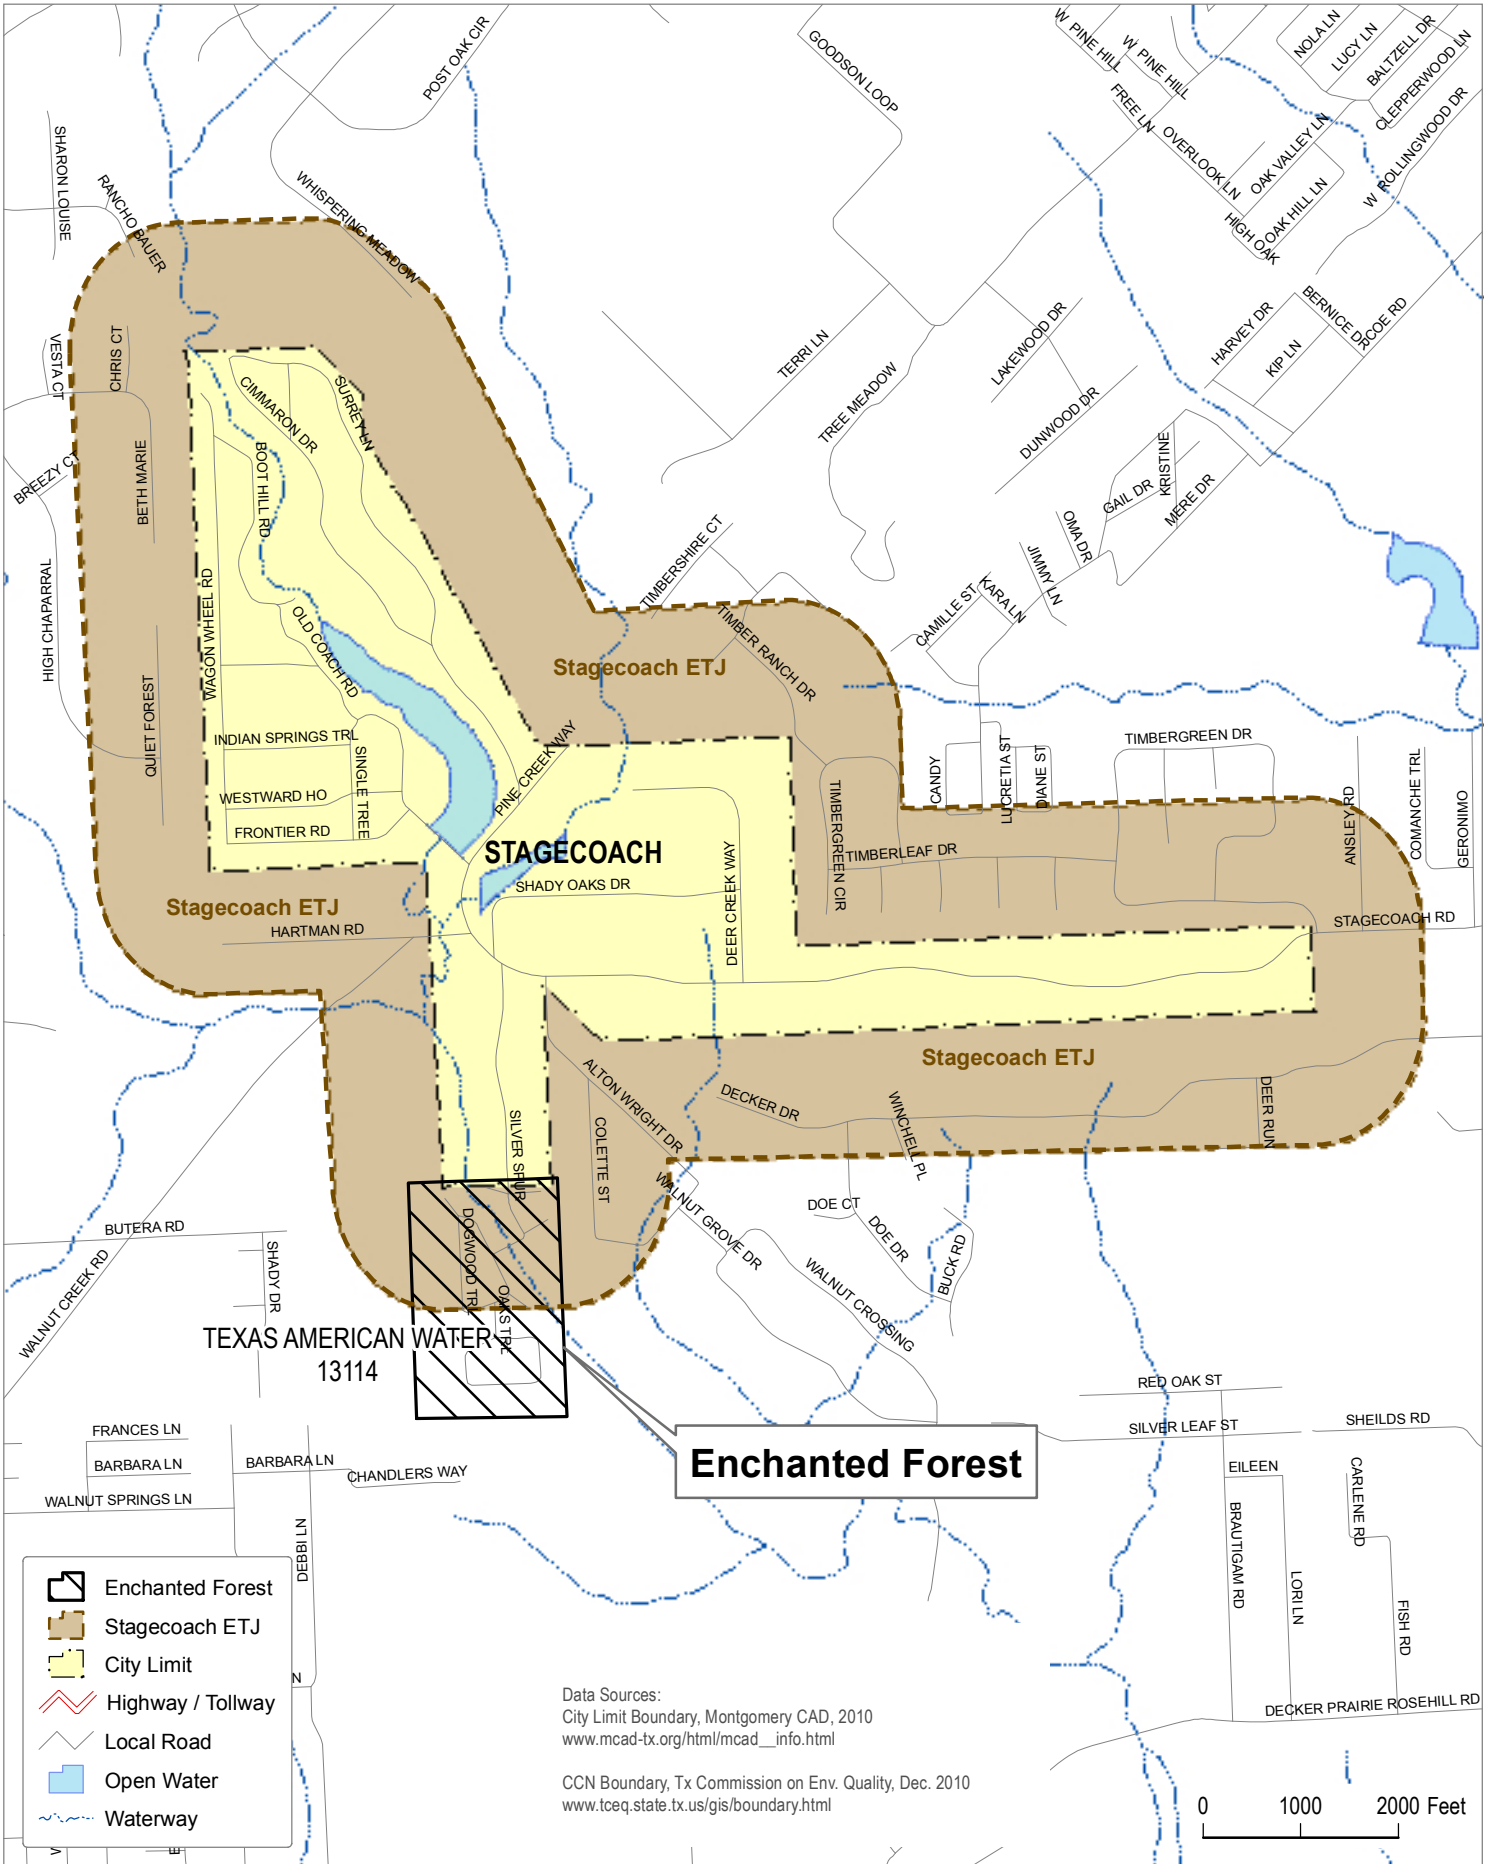 POST OAK CIR
GOODSON LOOP
W PINE HILL
W PINE HILL
NOLA LN
LUCY LN
BALTZELL DR
CLEPPERWOOD LN
FREE LN
OVERLOOK LN
OAK VALLEY LN
W ROLLINGWOOD DR
HIGH OAK
OAK HILL LN
SHARON LOUISE
RANCHO BAUER
WHISPERING MEADOW
VESTA CT
CHRIS CT
TERRI LN
LAKEWOOD DR
HARVEY DR
BERNICE DR
COE RD
KIP LN
CIMMARON DR
SURREY LN
TREE MEADOW
DUNWOOD DR
BREEZY CT
BETH MARIE
BOOT HILL RD
KRISTINE
GAIL DR
MERE DR
OMA DR
JIMMY LN
TIMBERSHIRE CT
KARA LN
CAMILLE ST
HIGH CHAPARRAL
WAGON WHEEL RD
OLD COACH RD
TIMBER RANCH DR
Stagecoach ETJ
QUIET FOREST
INDIAN SPRINGS TRL
SINGLE TREE
PINE CREEK WAY
WESTWARD HO
FRONTIER RD
CANDY
LUCRETIA ST
DIANE ST
TIMBERGREEN DR
ANSLEY RD
COMANCHE TRL
GERONIMO
STAGECOACH
TIMBERGREEN CIR
TIMBERLEAF DR
SHADY OAKS DR
DEER CREEK WAY
Stagecoach ETJ
HARTMAN RD
STAGECOACH RD
Stagecoach ETJ
ALTON WRIGHT DR
DECKER DR
WINCHELL PL
DEER RUN
COLETTE ST
SILVER SPUR
WALNUT GROVE DR
DOE CT
DOE DR
BUCK RD
DOGWOOD TRL
OAKS TRL
BUTERA RD
SHADY DR
WALNUT CREEK RD
WALNUT CROSSING
TEXAS AMERICAN WATER
13114
RED OAK ST
SILVER LEAF ST
SHEILDS RD
Enchanted Forest
FRANCES LN
BARBARA LN
BARBARA LN
CHANDLERS WAY
WALNUT SPRINGS LN
DEBBI LN
EILEEN
CARLENE RD
BRAUTIGAM RD
LORI LN
FISH RD
DECKER PRAIRIE ROSEHILL RD
Enchanted Forest
Stagecoach ETJ
City Limit
Highway / Tollway
Local Road
Open Water
Waterway
Data Sources:
City Limit Boundary, Montgomery CAD, 2010
www.mcad-tx.org/html/mcad__info.html
CCN Boundary, Tx Commission on Env. Quality, Dec. 2010
www.tceq.state.tx.us/gis/boundary.html
0 1000 2000 Feet